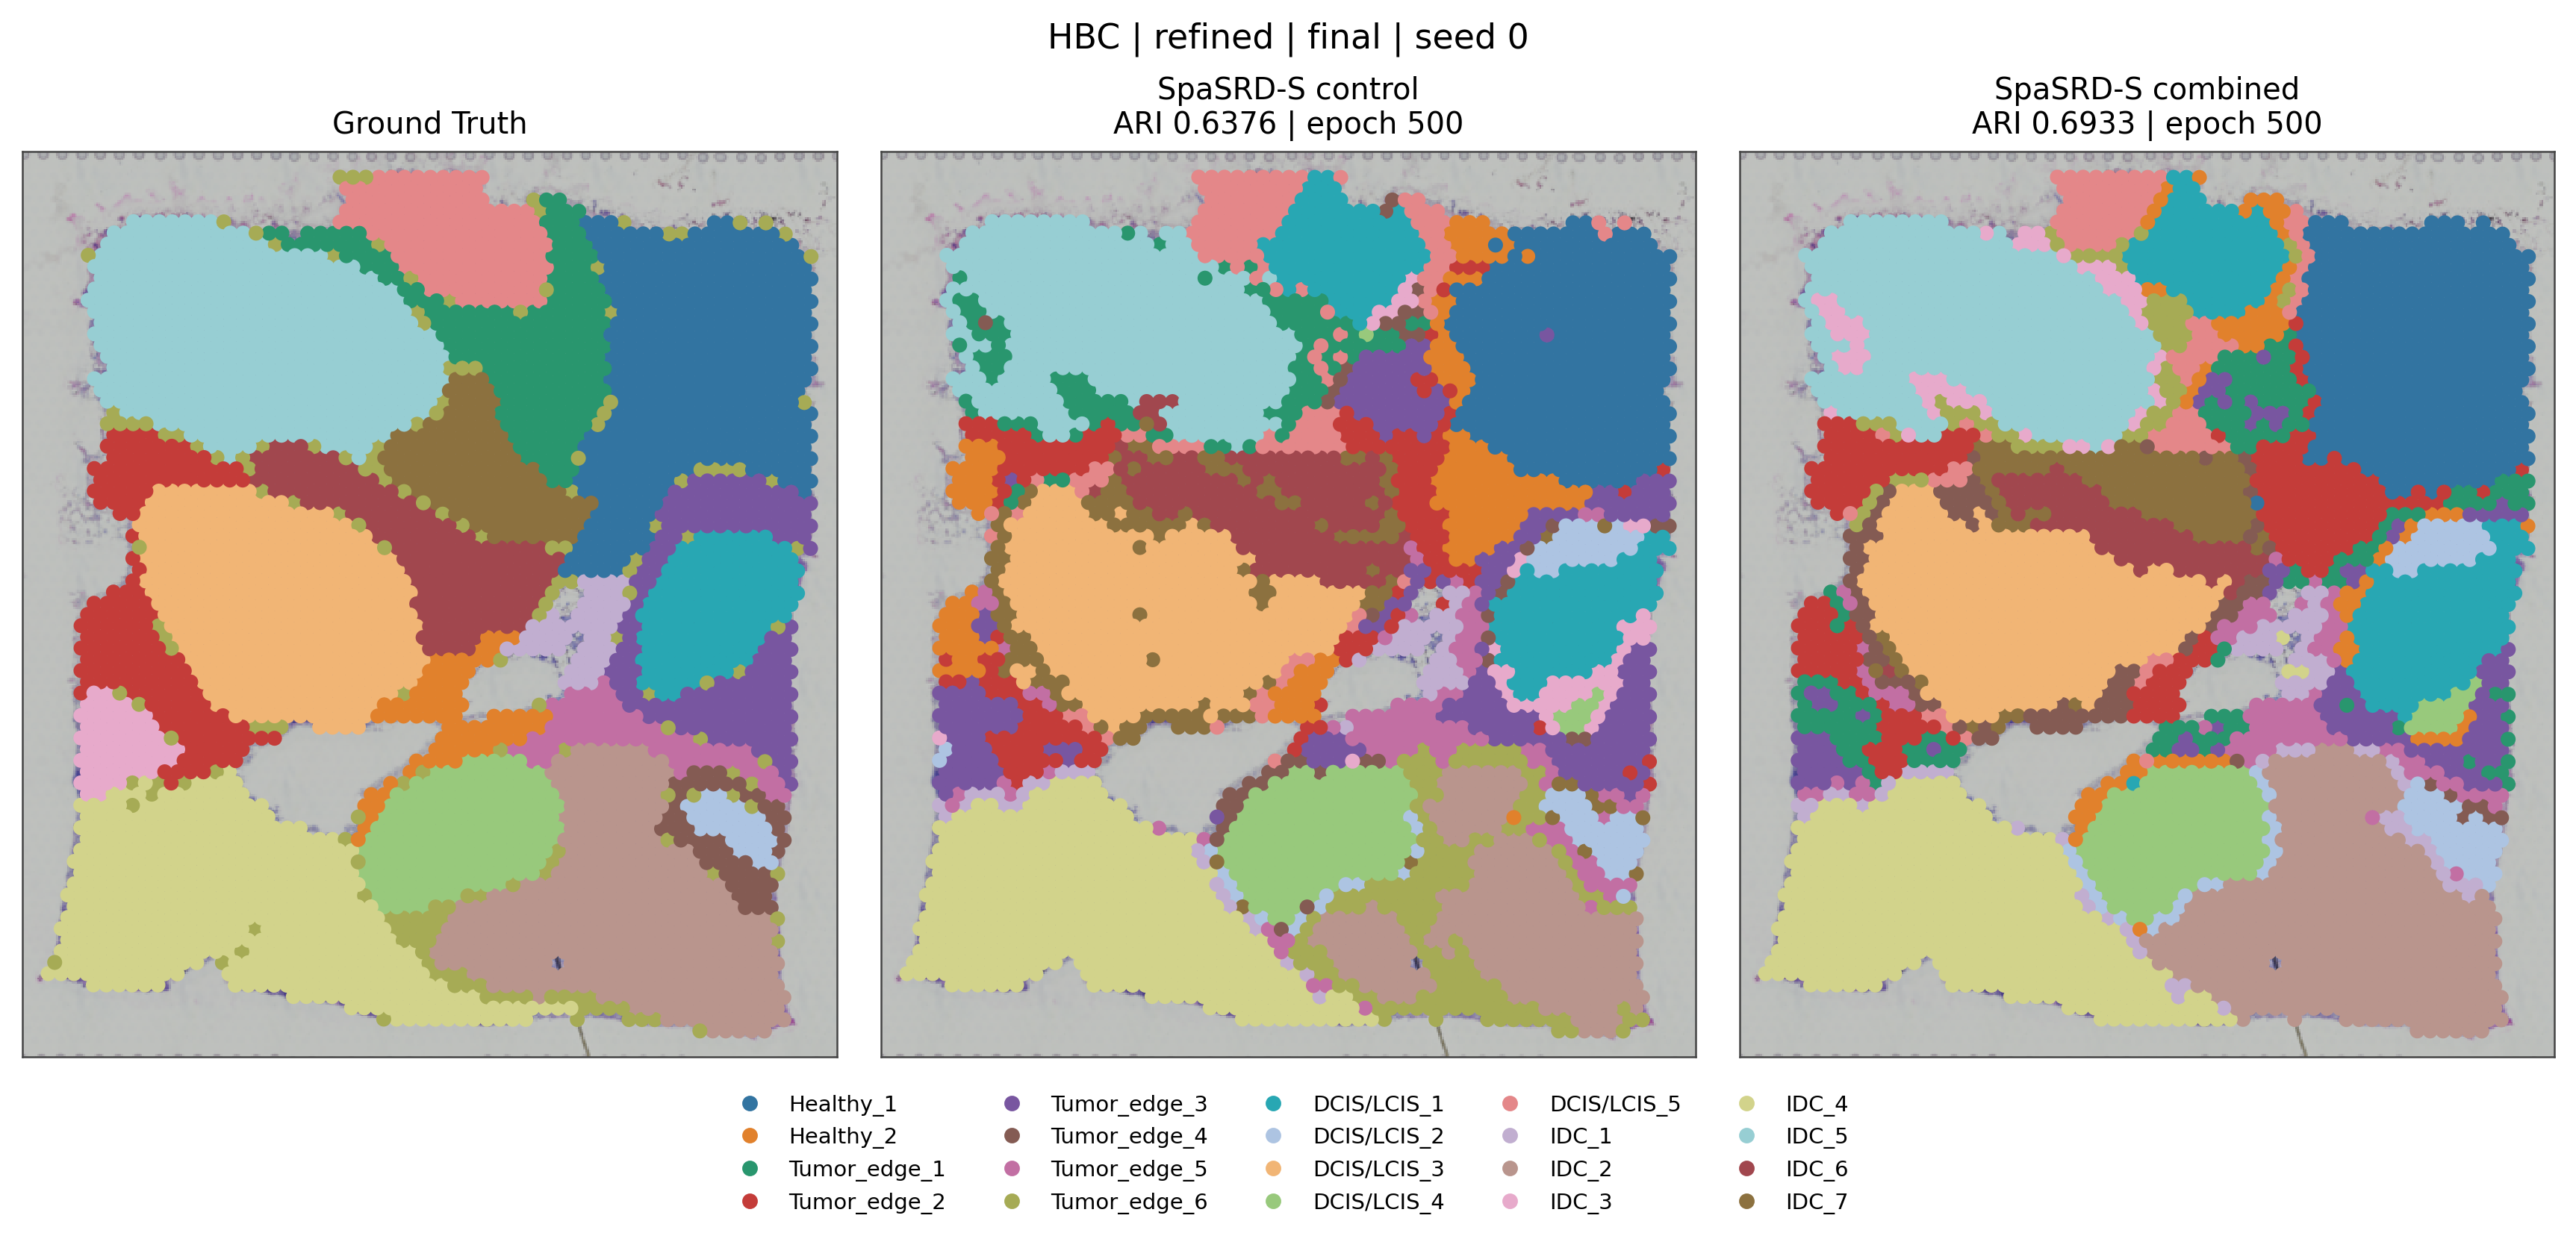 HBC | refined | final | seed 0
Ground Truth
SpaSRD-S control
ARI 0.6376 | epoch 500
SpaSRD-S combined
ARI 0.6933 | epoch 500
Healthy_1
Healthy_2
Tumor_edge_1
Tumor_edge_2
Tumor_edge_3
Tumor_edge_4
Tumor_edge_5
Tumor_edge_6
DCIS/LCIS_1
DCIS/LCIS_2
DCIS/LCIS_3
DCIS/LCIS_4
DCIS/LCIS_5
IDC_1
IDC_2
IDC_3
IDC_4
IDC_5
IDC_6
IDC_7